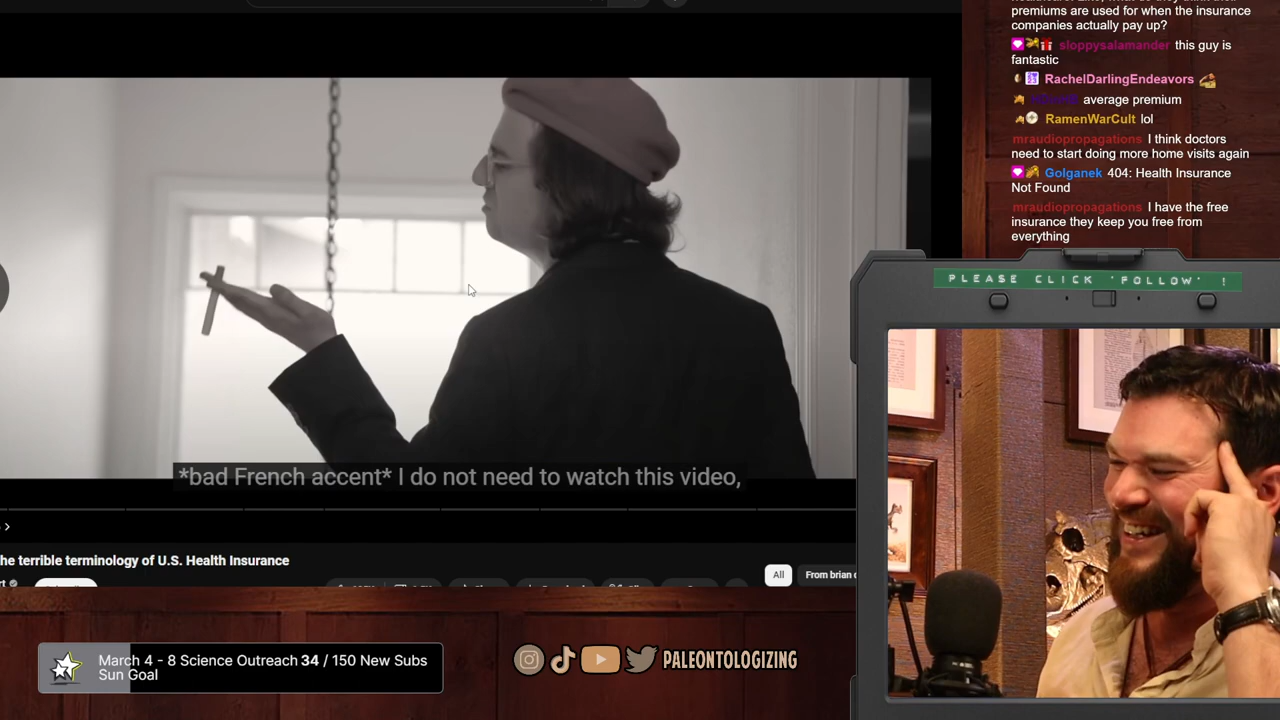 premiums are used for when the insurance
companies actually pay up?
sloppysalamander this guy is
fantastic
RachelDarlingEndeavors
average premium
RamenWarCult lol
mraudiopropagations I think doctors
need to start doing more home visits again
Golganek 404: Health Insurance
Not Found
mraudiopropagations I have the free
insurance they keep you free from
everything
PLEASE CLICK 'FOLLOW' !
*bad French accent* I do not need to watch this video,
he terrible terminology of U.S. Health Insurance
All
From brian
March 4 - 8 Science Outreach 34 / 150 New Subs
Sun Goal
PALEONTOLOGIZING